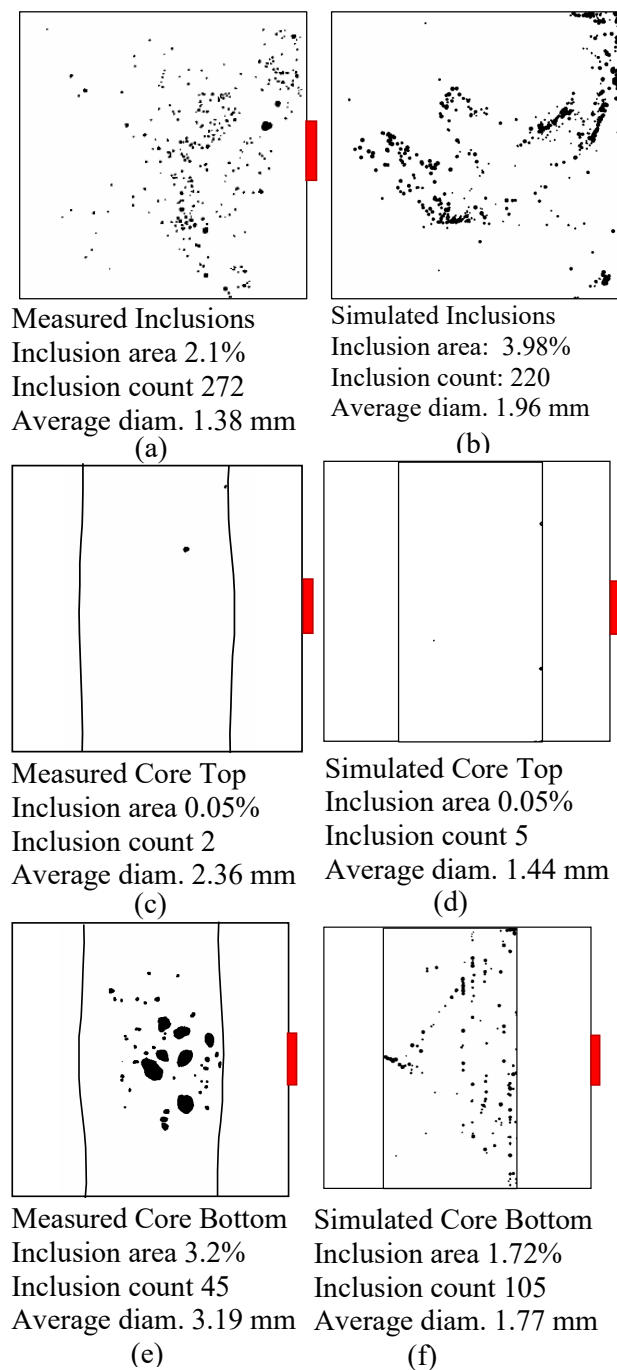 Measured Inclusions
Inclusion area 2.1%
Inclusion count 272
Average diam. 1.38 mm
(a)
Simulated Inclusions
Inclusion area:  3.98%
Inclusion count: 220
Average diam. 1.96 mm
(b)
Measured Core Top
Inclusion area 0.05%
Inclusion count 2
Average diam. 2.36 mm
(c)
Simulated Core Top
Inclusion area 0.05%
Inclusion count 5
Average diam. 1.44 mm
(d)
Measured Core Bottom
Inclusion area 3.2%
Inclusion count 45
Average diam. 3.19 mm
(e)
Simulated Core Bottom
Inclusion area 1.72%
Inclusion count 105
Average diam. 1.77 mm
(f)